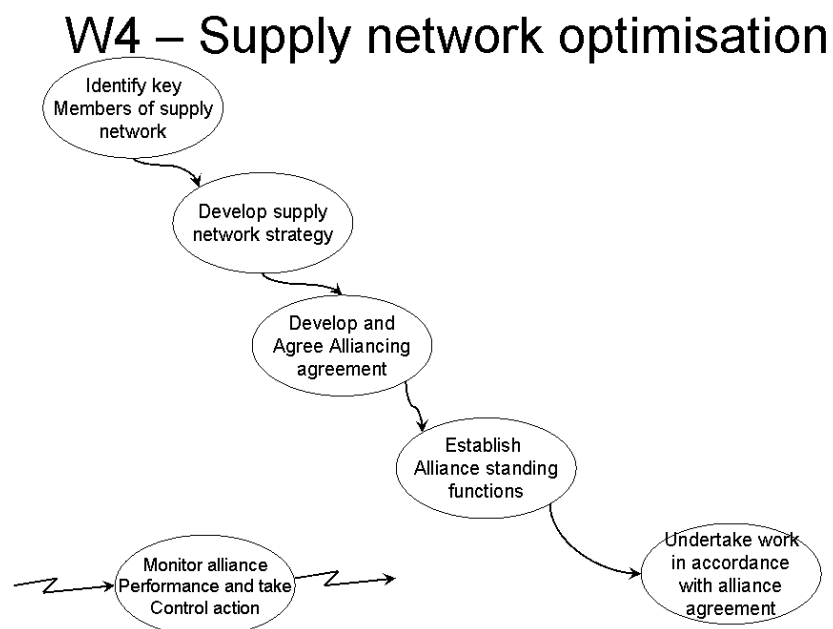 W4 – Supply network optimisation
Identify key
Members of supply
network
Develop supply
network strategy
Develop and
Agree Alliancing
agreement
Establish
Alliance standing
functions
Undertake work
in accordance
with alliance
agreement
Monitor alliance
Performance and take
Control action